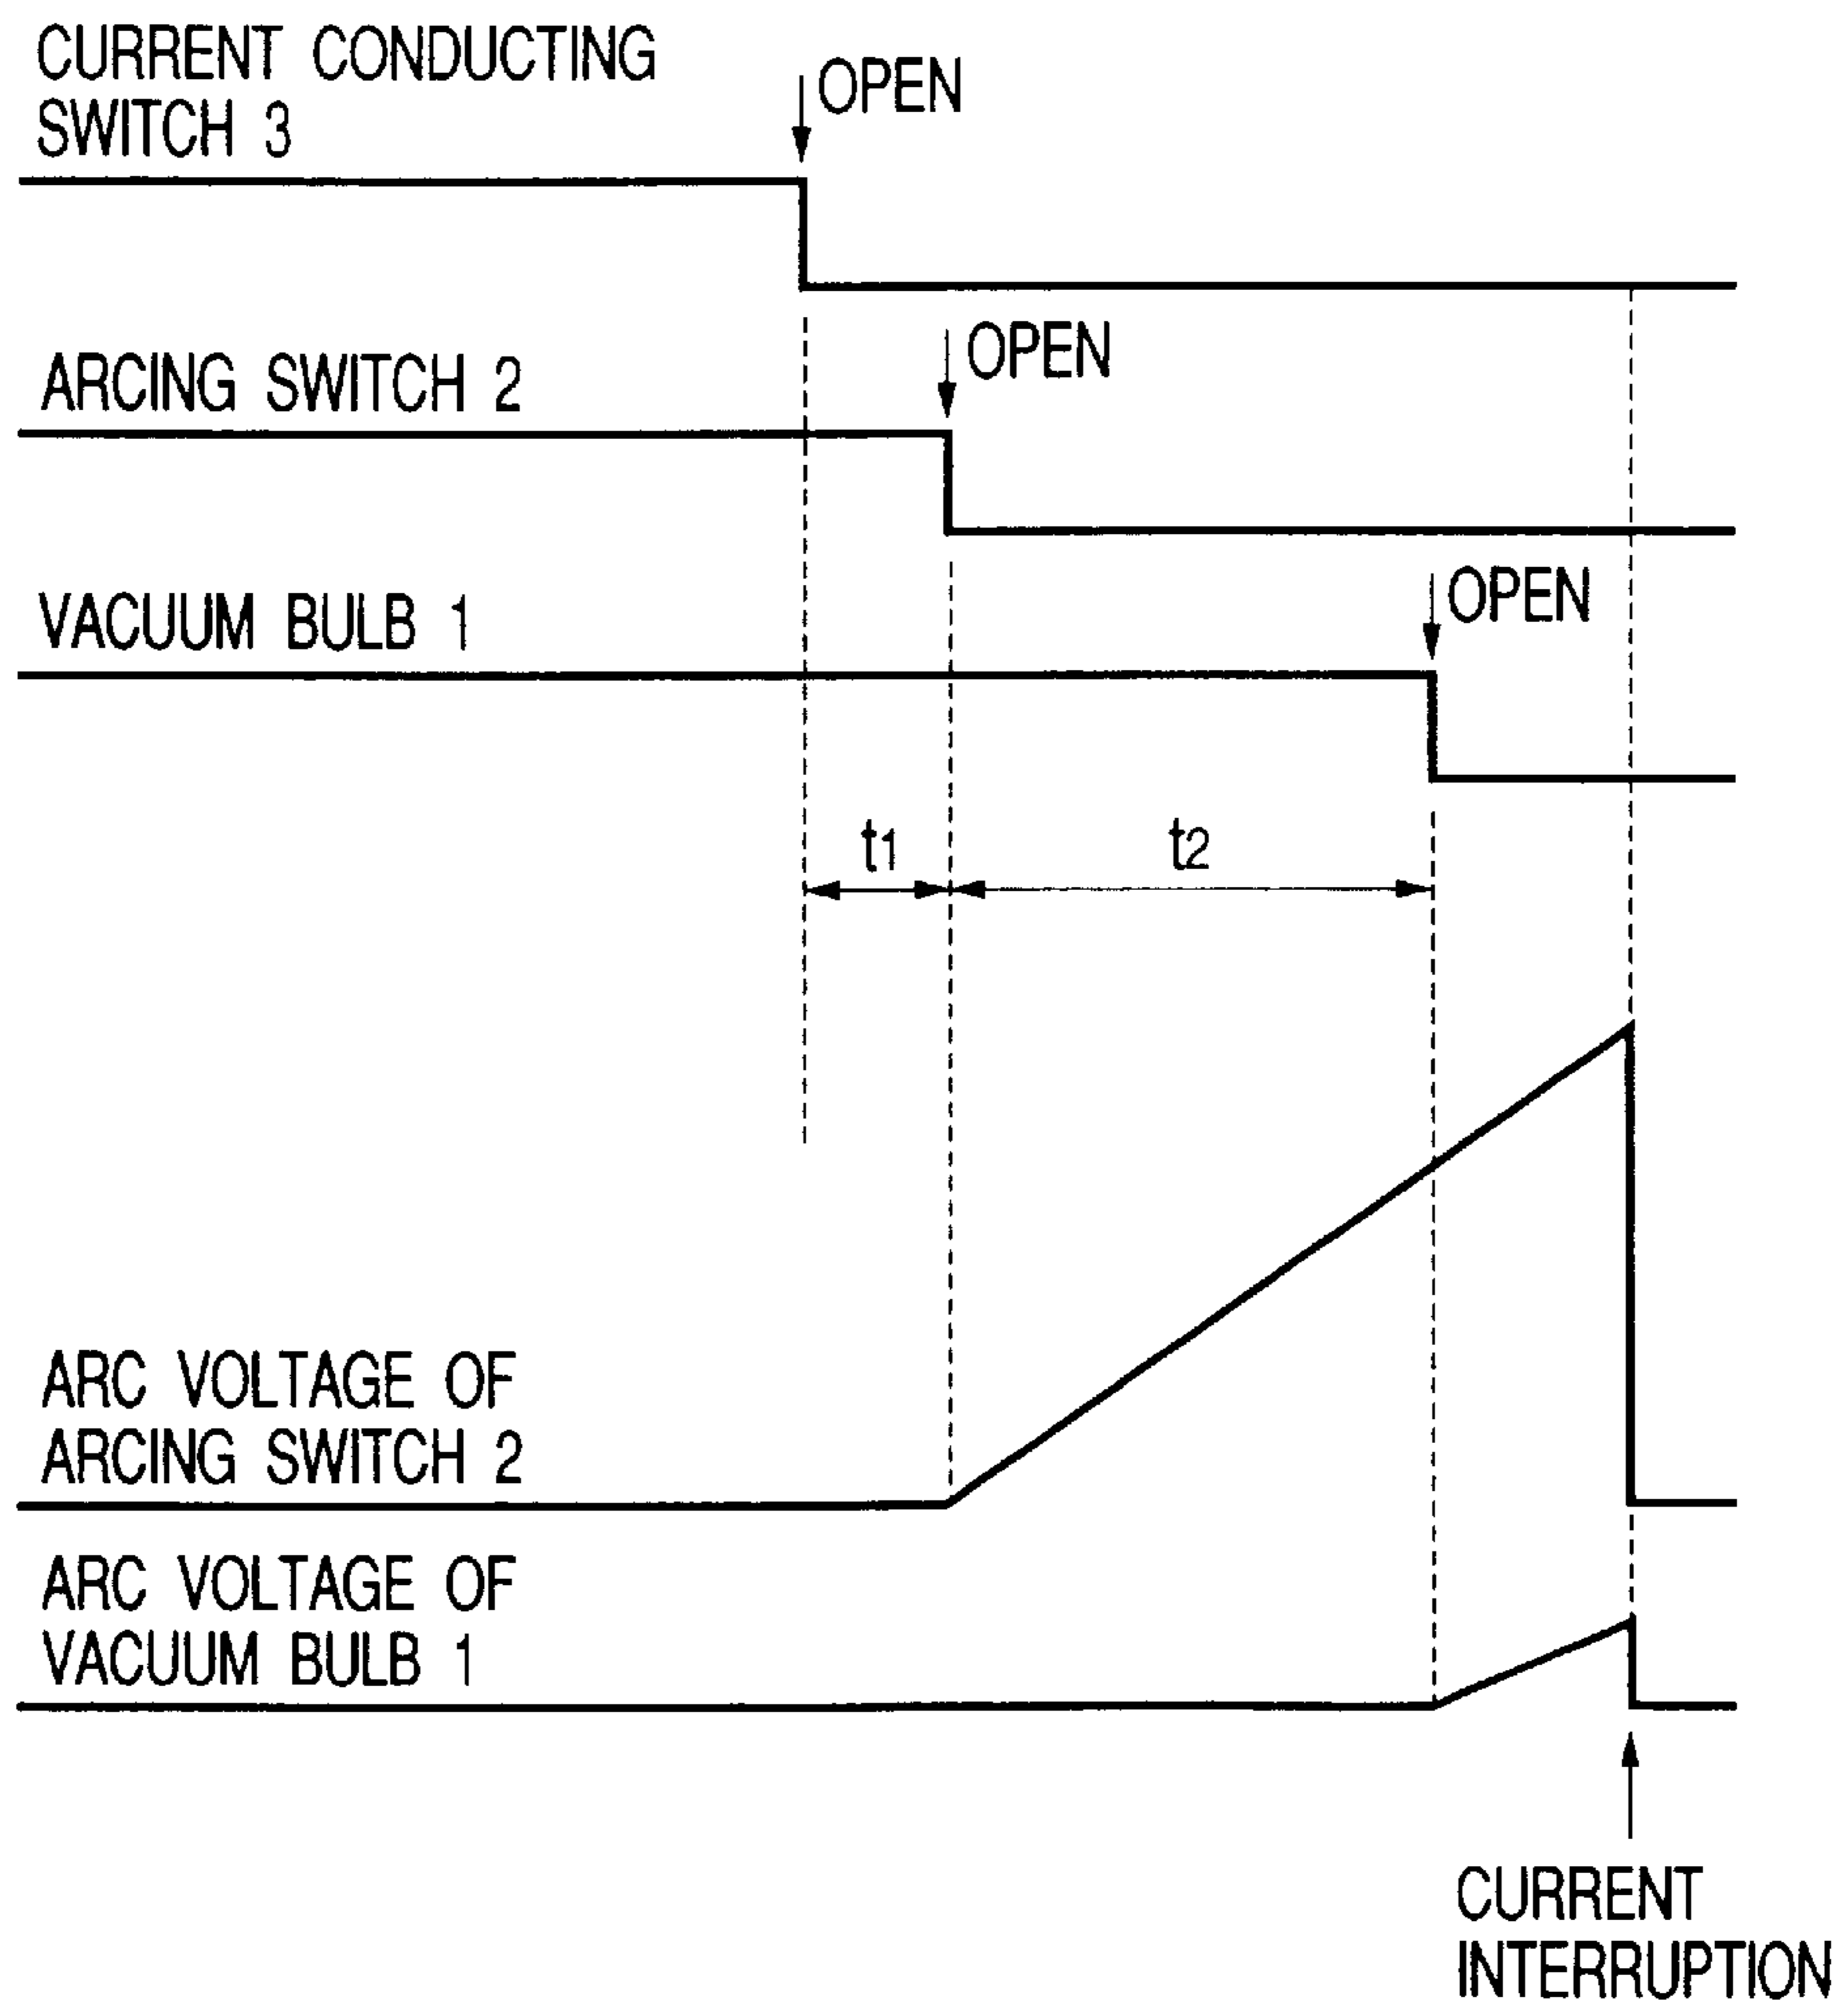 CURRENT CONDUCTING
SWITCH 3
OPEN
ARCING SWITCH 2
OPEN
VACUUM BULB 1
OPEN
t1
t2
ARC VOLTAGE OF
ARCING SWITCH 2
ARC VOLTAGE OF
VACUUM BULB 1
CURRENT
INTERRUPTION